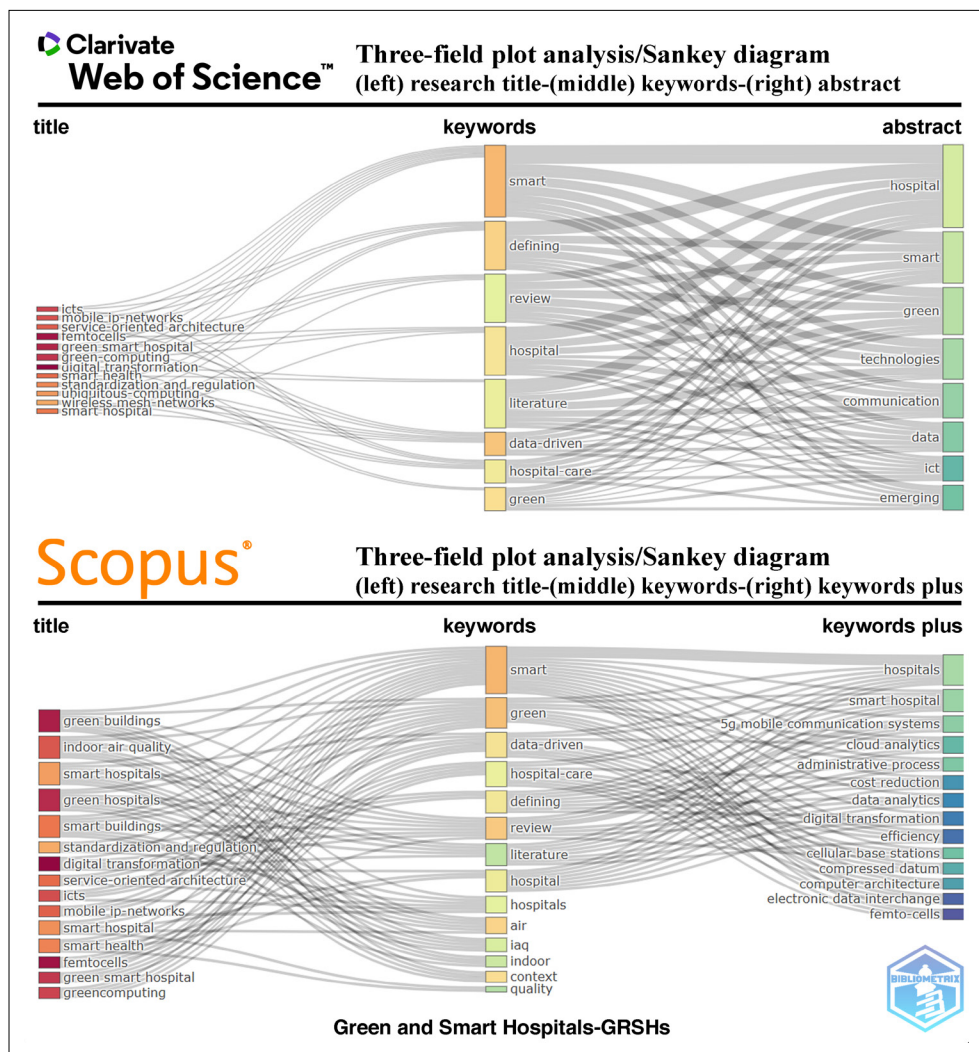 Clarivate
Web of Science™
Three-field plot analysis/Sankey diagram
(left) research title-(middle) keywords-(right) abstract
title
keywords
abstract
icts
mobile ip-networks
service-oriented architecture
femtocells
green smart hospital
green-computing
digital transformation
smart health
standardization and regulation
ubiquitous-computing
wireless mesh-networks
smart hospital
smart
defining
review
hospital
literature
data-driven
hospital-care
green
hospital
smart
green
technologies
communication
data
ict
emerging
Scopus®
Three-field plot analysis/Sankey diagram
(left) research title-(middle) keywords-(right) keywords plus
title
keywords
keywords plus
green buildings
indoor air quality
smart hospitals
green hospitals
smart buildings
standardization and regulation
digital transformation
service-oriented architecture
icts
mobile ip-networks
smart hospital
smart health
femtocells
green smart hospital
greencomputing
smart
green
data-driven
hospital-care
defining
review
literature
hospital
hospitals
air
iaq
indoor
context
quality
hospitals
smart hospital
5g mobile communication systems
cloud analytics
administrative process
cost reduction
data analytics
digital transformation
efficiency
cellular base stations
compressed datum
computer architecture
electronic data interchange
femto-cells
BIBLIOMETRIX
Green and Smart Hospitals-GRSHs